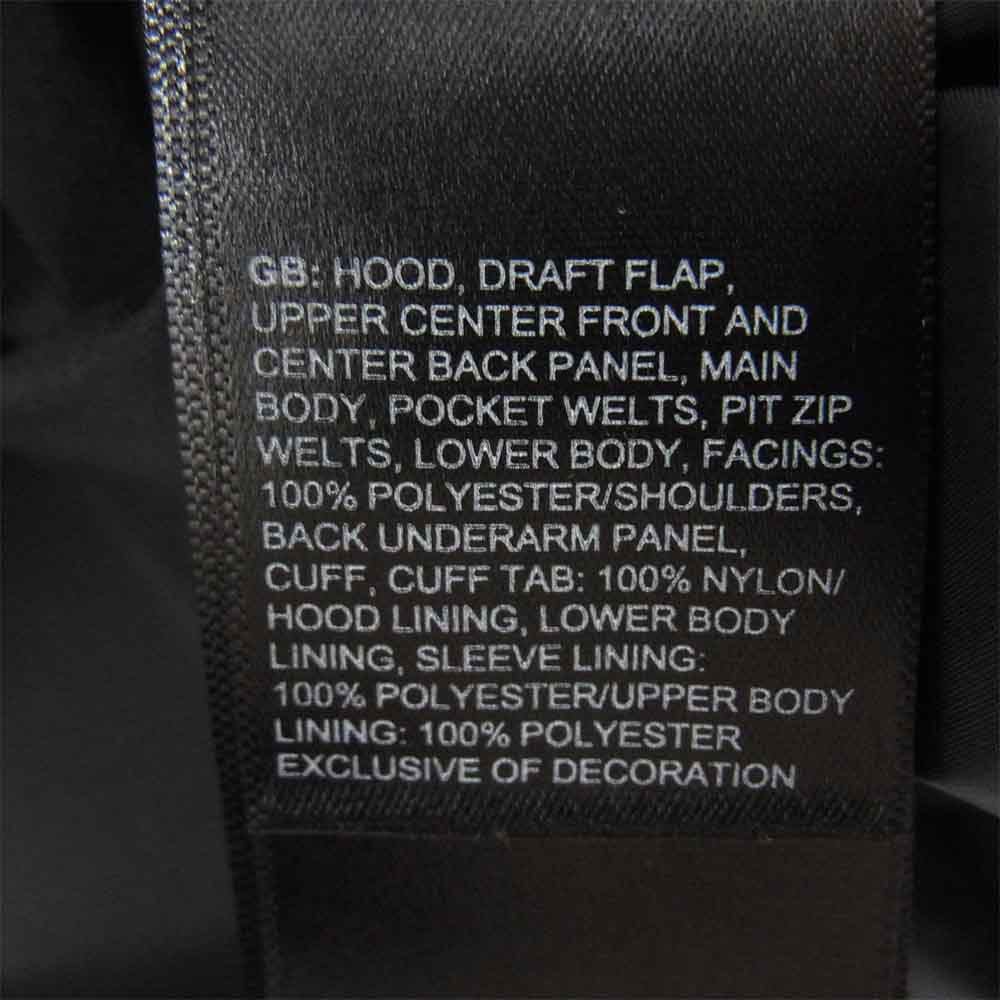 GB: HOOD, DRAFT FLAP,
UPPER CENTER FRONT AND
CENTER BACK PANEL, MAIN
BODY, POCKET WELTS, PIT ZIP
WELTS, LOWER BODY, FACINGS:
100% POLYESTER/SHOULDERS,
BACK UNDERARM PANEL,
CUFF, CUFF TAB: 100% NYLON/
HOOD LINING, LOWER BODY
LINING, SLEEVE LINING:
100% POLYESTER/UPPER BODY
LINING: 100% POLYESTER
EXCLUSIVE OF DECORATION